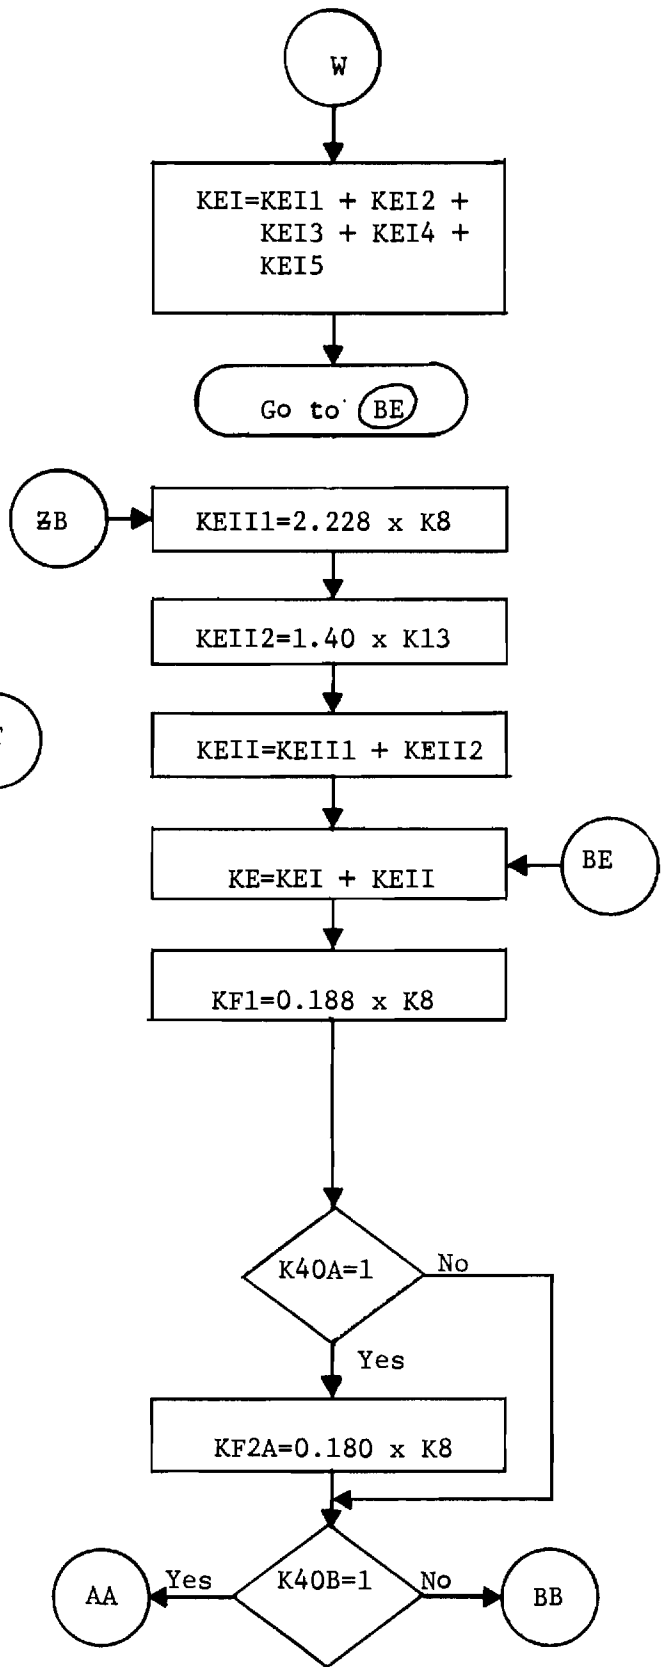 W
KEI=KEI1 + KEI2 +
KEI3 + KEI4 +
KEI5
Go to BE
ZB
KEII1=2.228 x K8
KEII2=1.40 x K13
KEII=KEII1 + KEII2
KE=KEI + KEII
BE
KF1=0.188 x K8
K40A=1
No
Yes
KF2A=0.180 x K8
AA
Yes
K40B=1
No
BB